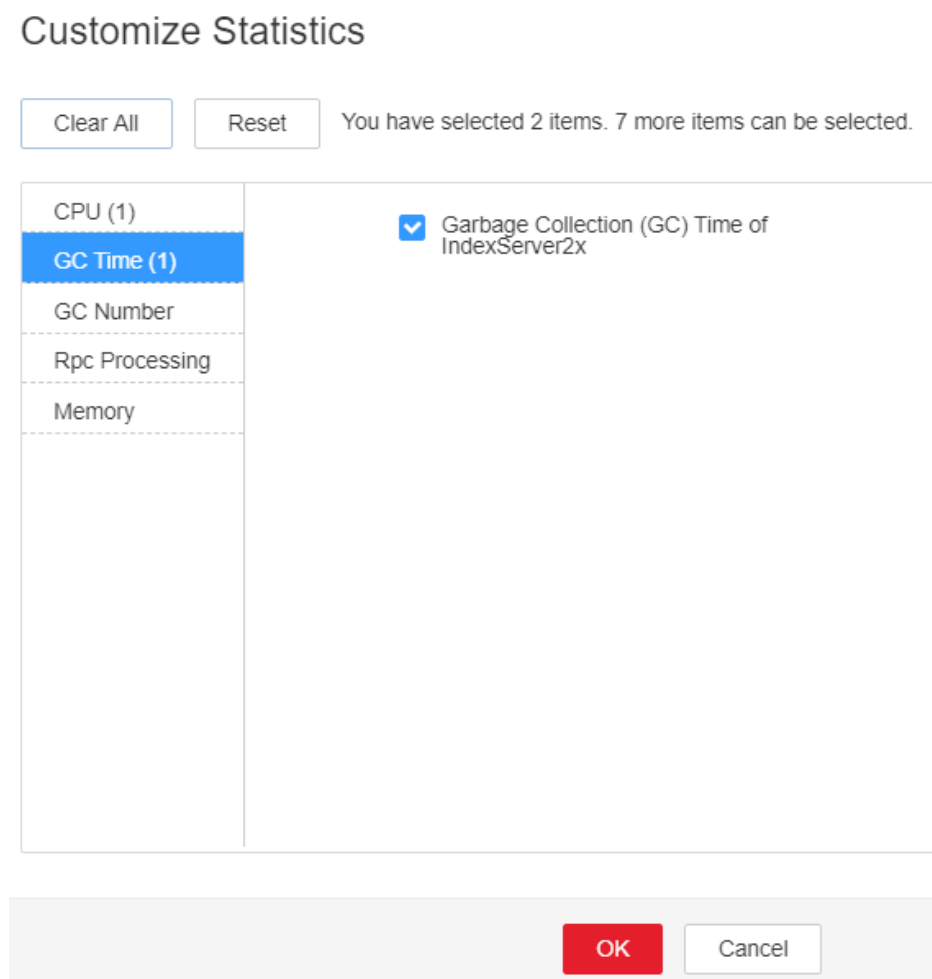 Customize Statistics
Clear All
Reset
You have selected 2 items. 7 more items can be selected.
CPU (1)
GC Time (1)
GC Number
Rpc Processing
Memory
Garbage Collection (GC) Time of
IndexServer2x
OK
Cancel